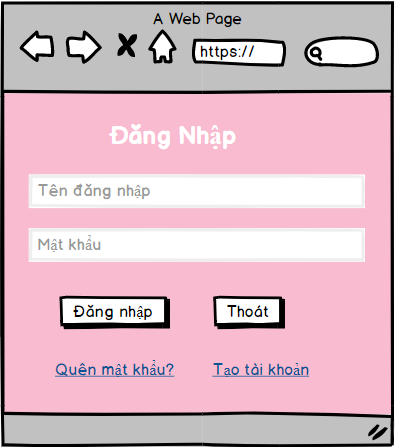 A Web Page
https://
Đăng Nhập
Tên đăng nhập
Mật khẩu
Đăng nhập Thoát
Quên mật khẩu? Tạo tài khoản